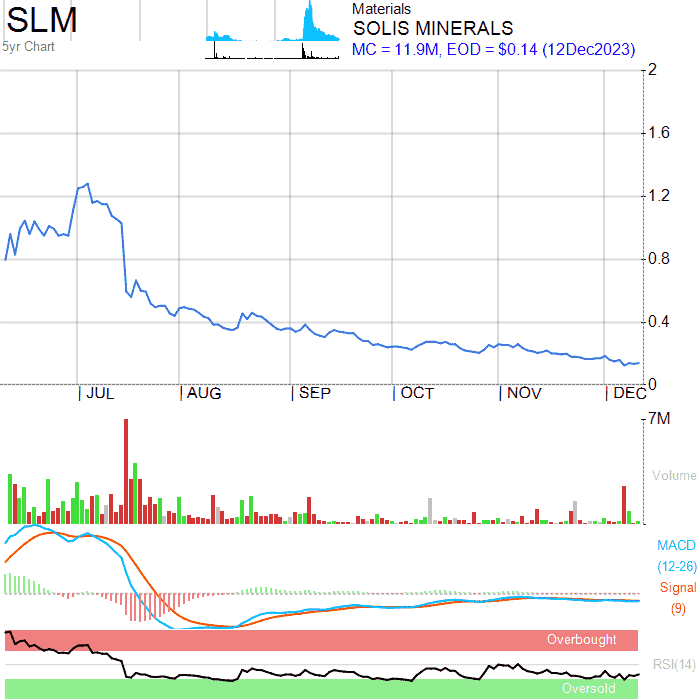 SLM
5yr Chart
Materials
SOLIS MINERALS
MC = 11.9M, EOD = $0.14 (12Dec2023)
2
1.6
1.2
0.8
0.4
0
JUL AUG SEP OCT NOV DEC
7M
Volume
MACD
(12-26)
Signal
(9)
Overbought
RSI(14)
Oversold